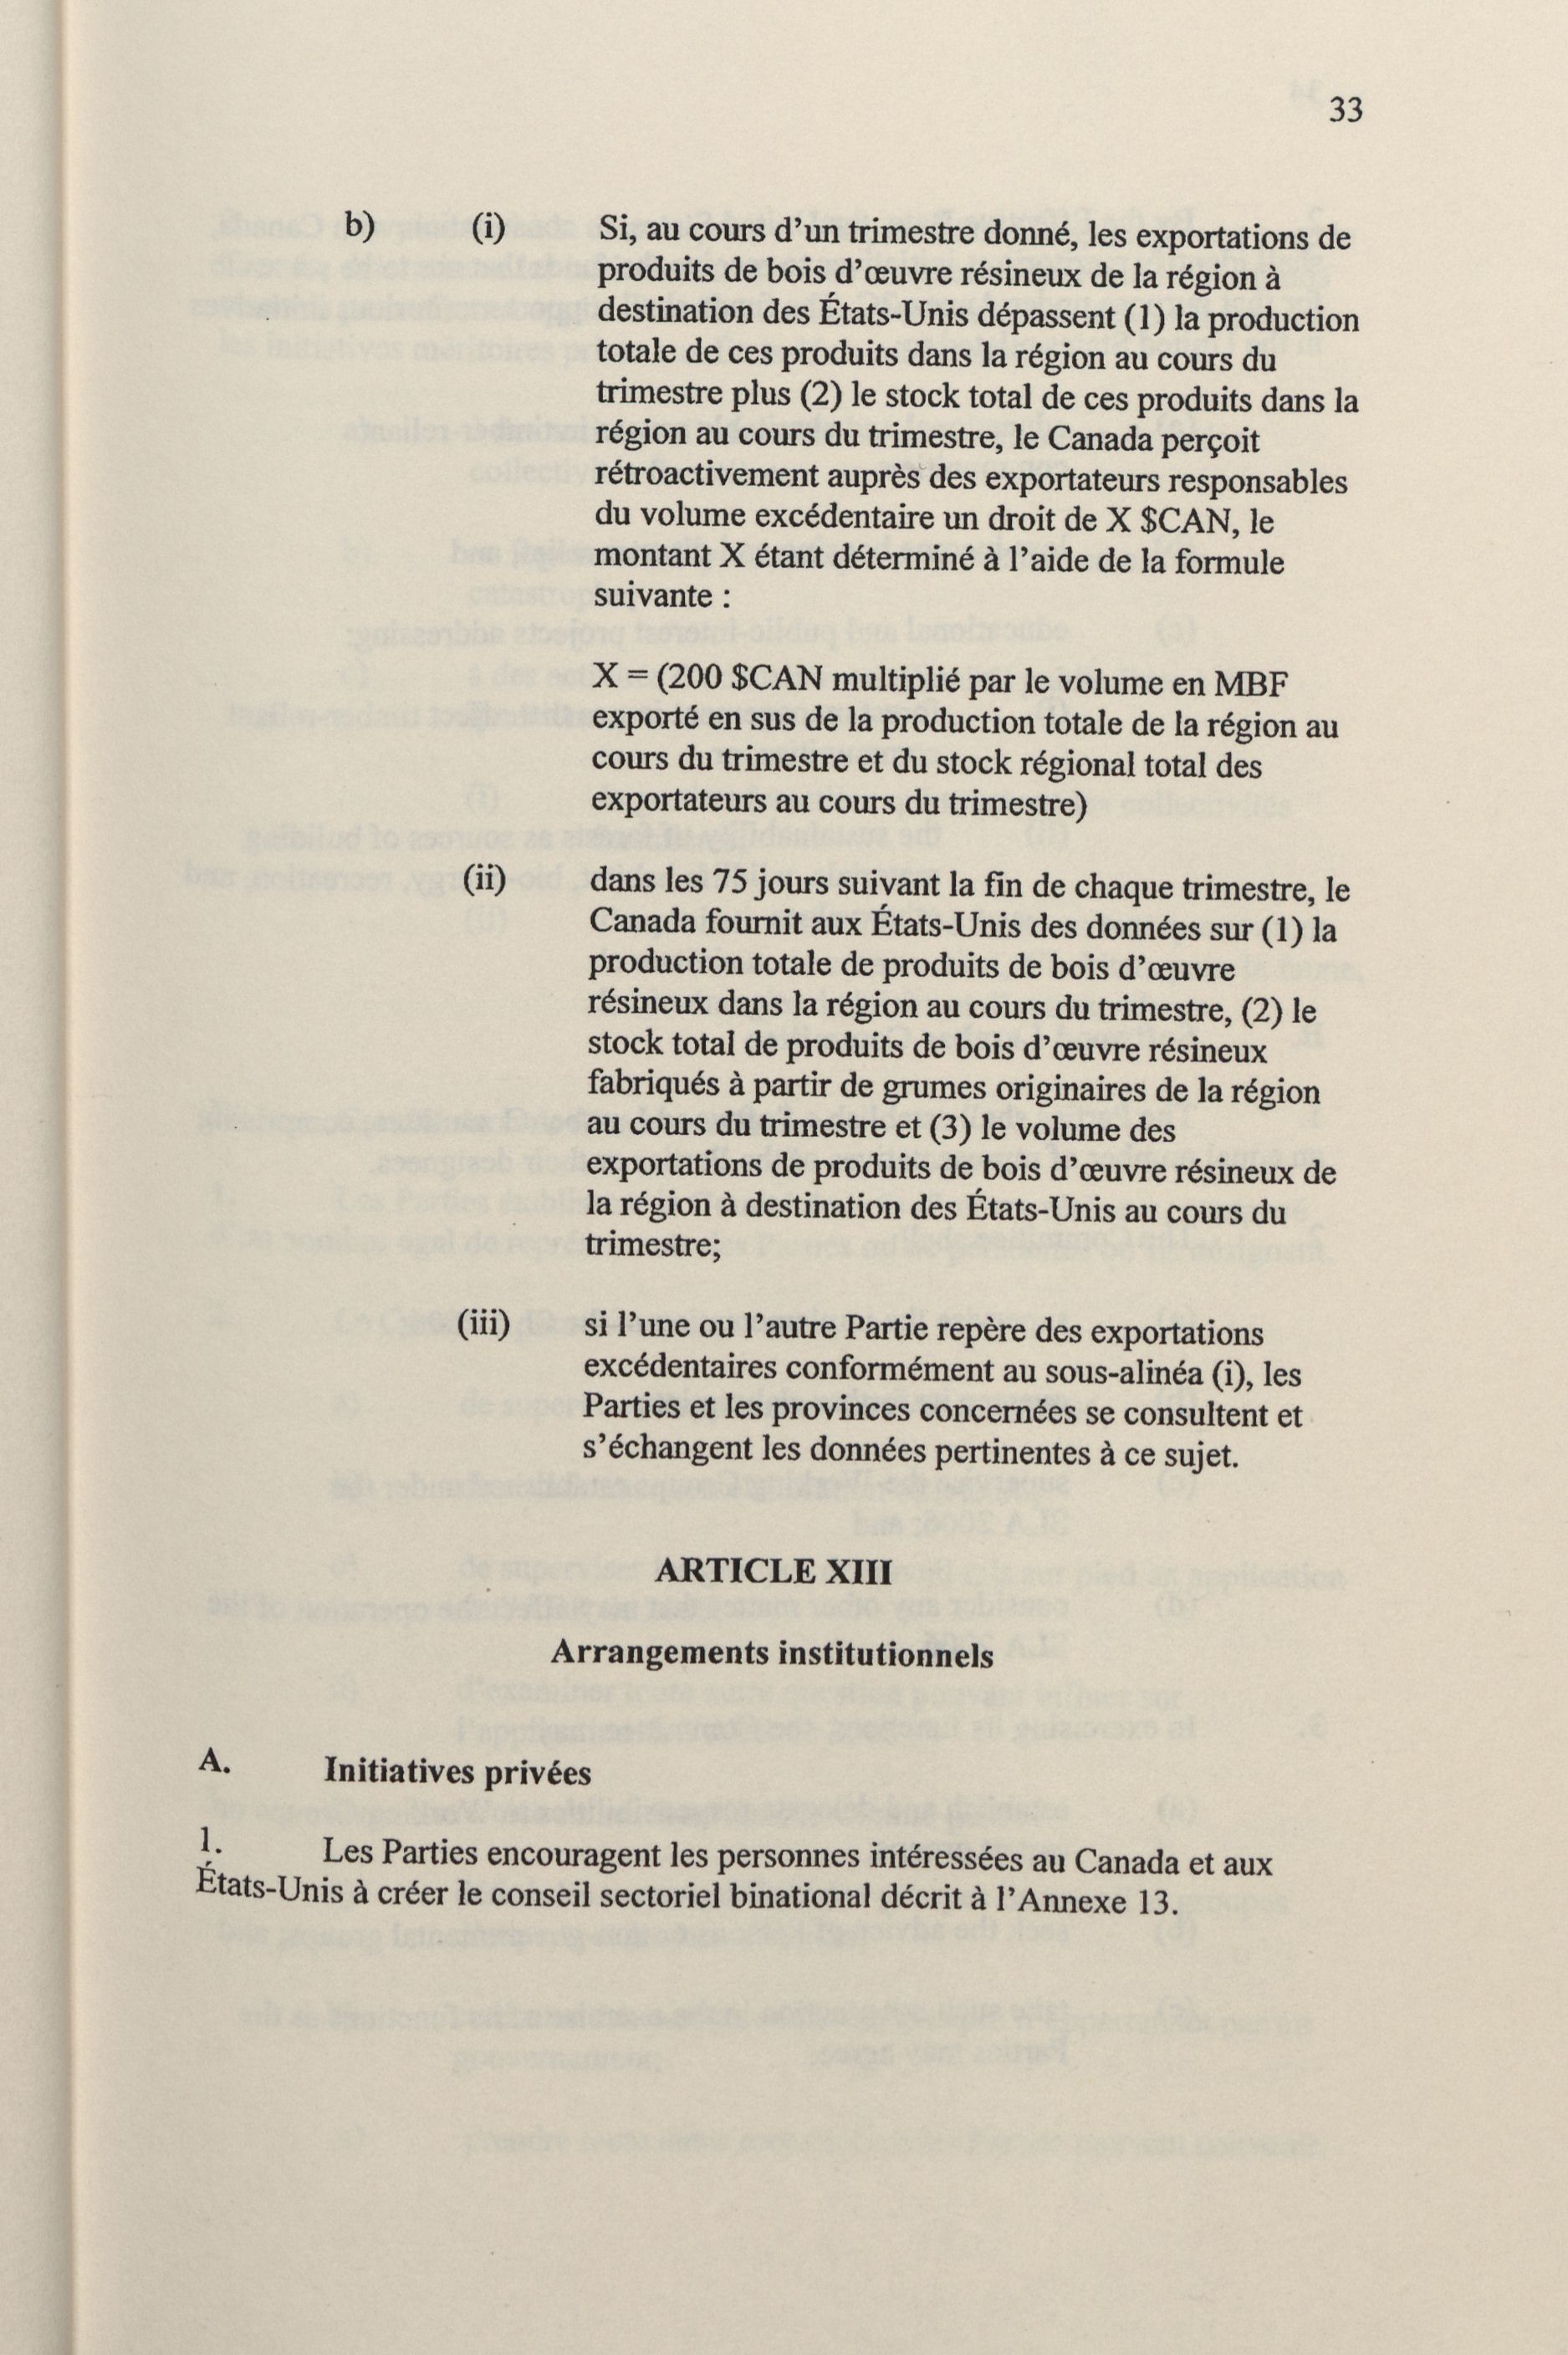 33
b) (i) Si, au cours d'un trimestre donné, les exportations de
produits de bois d'œuvre résineux de la région à
destination des États-Unis dépassent (1) la production
totale de ces produits dans la région au cours du
trimestre plus (2) le stock total de ces produits dans la
région au cours du trimestre, le Canada perçoit
rétroactivement auprès des exportateurs responsables
du volume excédentaire un droit de X $CAN, le
montant X étant déterminé à l'aide de la formule
suivante :
X = (200 $CAN multiplié par le volume en MBF
exporté en sus de la production totale de la région au
cours du trimestre et du stock régional total des
exportateurs au cours du trimestre)
(ii) dans les 75 jours suivant la fin de chaque trimestre, le
Canada fournit aux États-Unis des données sur (1) la
production totale de produits de bois d'œuvre
résineux dans la région au cours du trimestre, (2) le
stock total de produits de bois d'œuvre résineux
fabriqués à partir de grumes originaires de la région
au cours du trimestre et (3) le volume des
exportations de produits de bois d'œuvre résineux de
la région à destination des États-Unis au cours du
trimestre;
(iii) si l'une ou l'autre Partie repère des exportations
excédentaires conformément au sous-alinéa (i), les
Parties et les provinces concernées se consultent et
s'échangent les données pertinentes à ce sujet.
ARTICLE XIII
Arrangements institutionnels
A. Initiatives privées
1. Les Parties encouragent les personnes intéressées au Canada et aux
États-Unis à créer le conseil sectoriel binational décrit à l'Annexe 13.